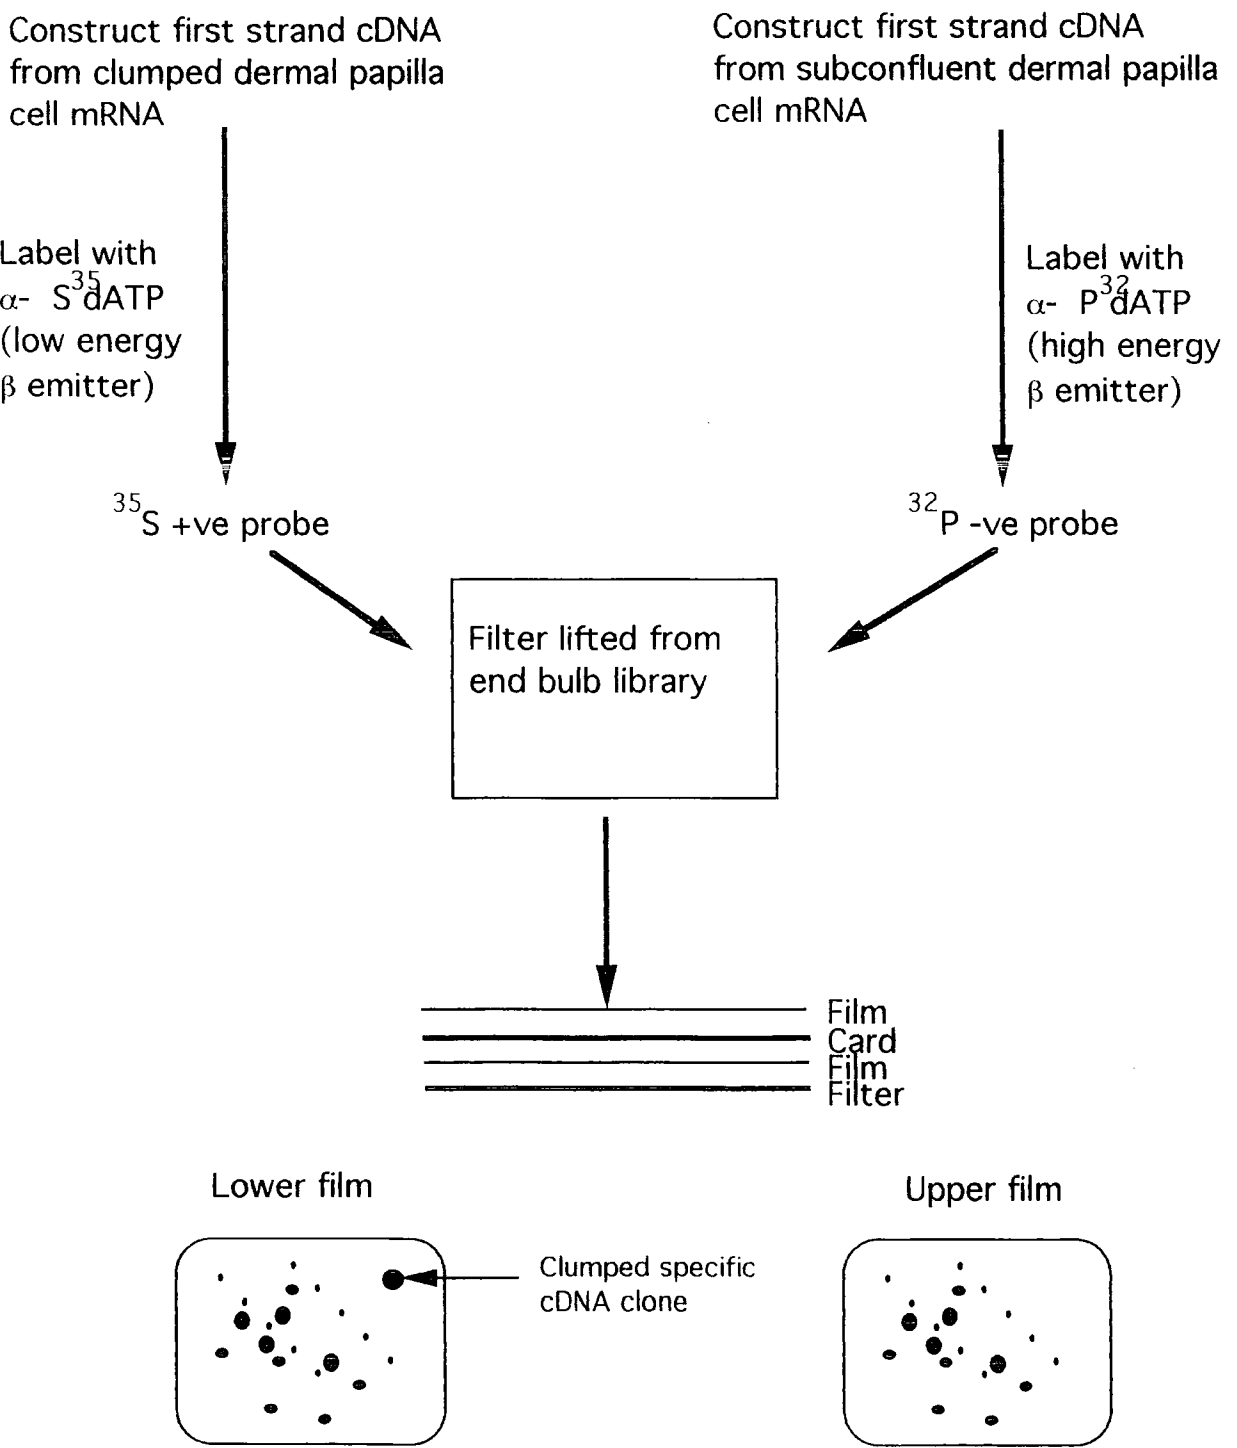 Construct first strand cDNA
from clumped dermal papilla
cell mRNA
Construct first strand cDNA
from subconfluent dermal papilla
cell mRNA
Label with
α- S35dATP
(low energy
β emitter)
Label with
α- P32dATP
(high energy
β emitter)
35S +ve probe
32P -ve probe
Filter lifted from
end bulb library
Film
Card
Film
Filter
Lower film
Upper film
Clumped specific
cDNA clone